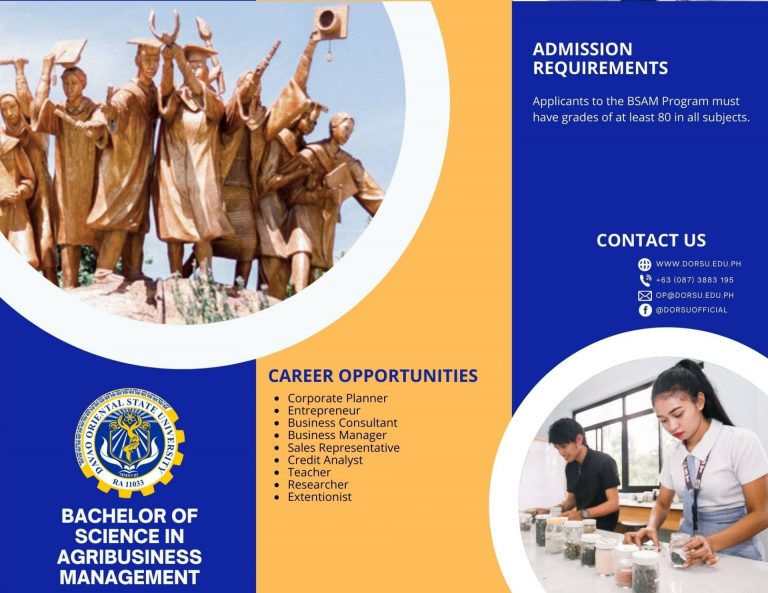 DAVAO ORIENTAL STATE UNIVERSITY
MMXVIII
RA 11033
BACHELOR OF
SCIENCE IN
AGRIBUSINESS
MANAGEMENT
CAREER OPPORTUNITIES
• Corporate Planner
• Entrepreneur
• Business Consultant
• Business Manager
• Sales Representative
• Credit Analyst
• Teacher
• Researcher
• Extentionist
ADMISSION
REQUIREMENTS
Applicants to the BSAM Program must
have grades of at least 80 in all subjects.
CONTACT US
WWW.DORSU.EDU.PH
+63 (087) 3883 195
OP@DORSU.EDU.PH
@DORSUOFFICIAL